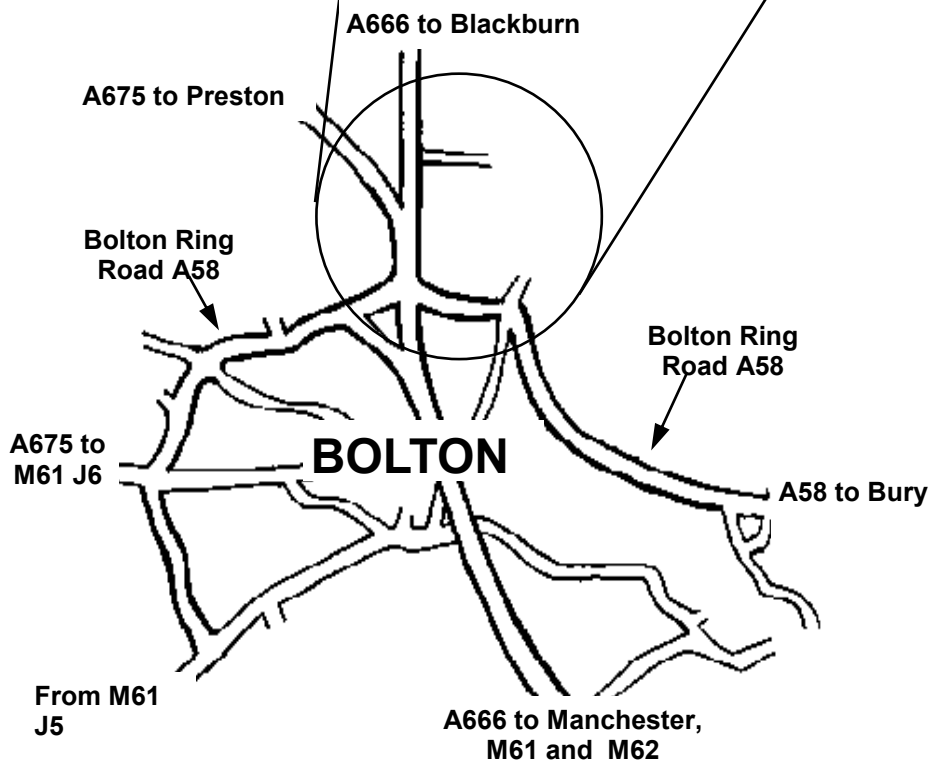 A666 to Blackburn
A675 to Preston
Bolton Ring
Road A58
Bolton Ring
Road A58
A675 to
M61 J6
BOLTON
A58 to Bury
From M61
J5
A666 to Manchester,
M61 and M62